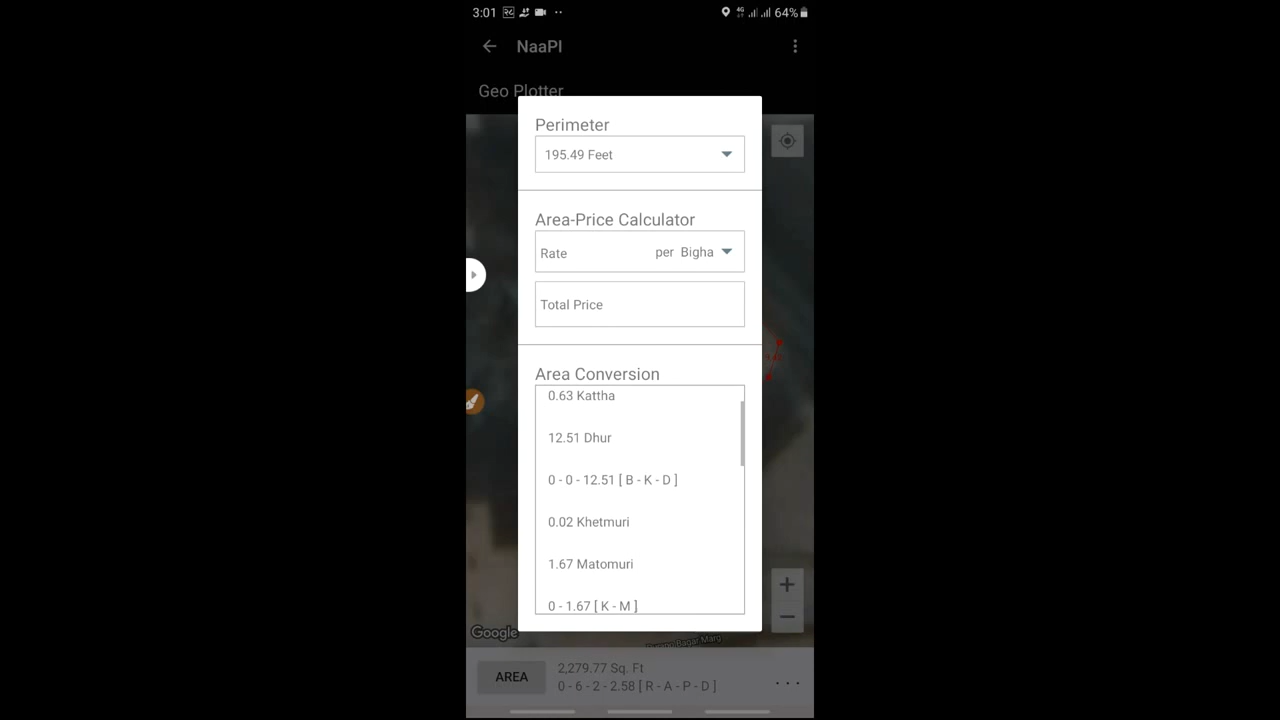 3:01 64%
NaaPI
Geo Plotter
Perimeter
195.49 Feet
Area-Price Calculator
Rate per Bigha
Total Price
Area Conversion
0.63 Kattha
12.51 Dhur
0 - 0 - 12.51 [ B - K - D ]
0.02 Khetmuri
1.67 Matomuri
0 - 1.67 [ K - M ]
Google
AREA
2,279.77 Sq. Ft
0 - 6 - 2 - 2.58 [ R - A - P - D ]